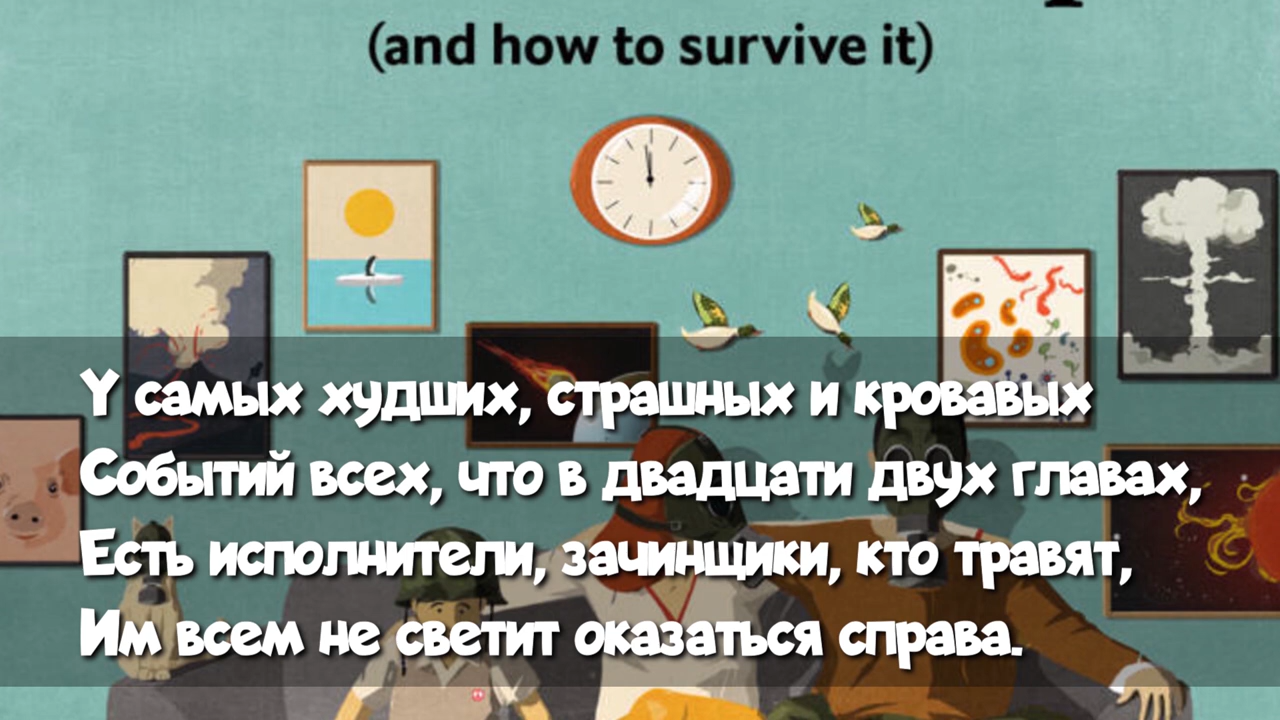 (and how to survive it)
У самых худших, страшных и кровавых
Событий всех, что в двадцати двух главах,
Есть исполнители, зачинщики, кто травят,
Им всем не светит оказаться справа.